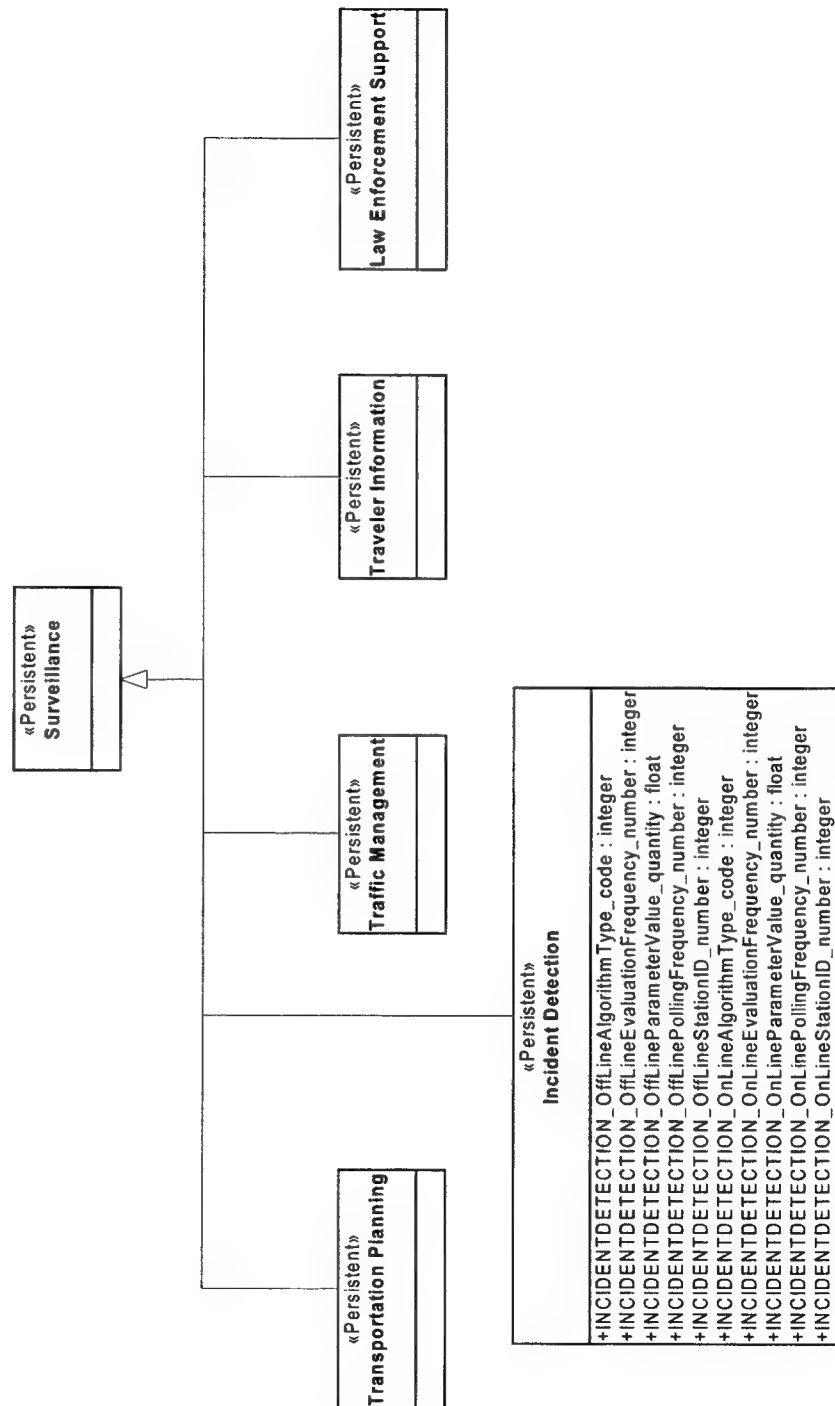 «Persistent»
Surveillance
«Persistent»
Transportation Planning
«Persistent»
Traffic Management
«Persistent»
Traveler Information
«Persistent»
Law Enforcement Support
«Persistent»
Incident Detection
+INCIDENTDETECTION_OffLineAlgorithmType_code : integer
+INCIDENTDETECTION_OffLineEvaluationFrequency_number : integer
+INCIDENTDETECTION_OffLineParameterValue_quantity : float
+INCIDENTDETECTION_OffLinePollingFrequency_number : integer
+INCIDENTDETECTION_OffLineStationID_number : integer
+INCIDENTDETECTION_OnLineAlgorithmType_code : integer
+INCIDENTDETECTION_OnLineEvaluationFrequency_number : integer
+INCIDENTDETECTION_OnLineParameterValue_quantity : float
+INCIDENTDETECTION_OnLinePollingFrequency_number : integer
+INCIDENTDETECTION_OnLineStationID_number : integer